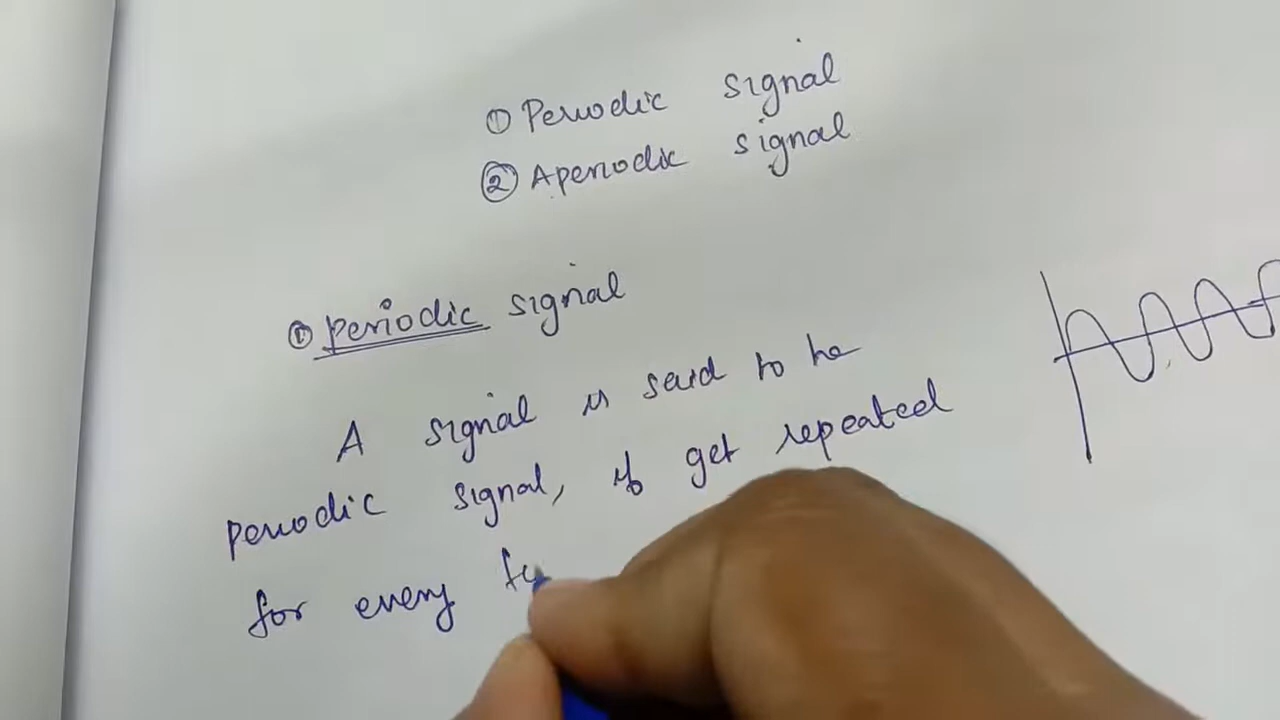 ① Periodic signal
② Aperiodic signal
① Periodic signal
A signal is said to be
periodic signal, if get repeated
for every